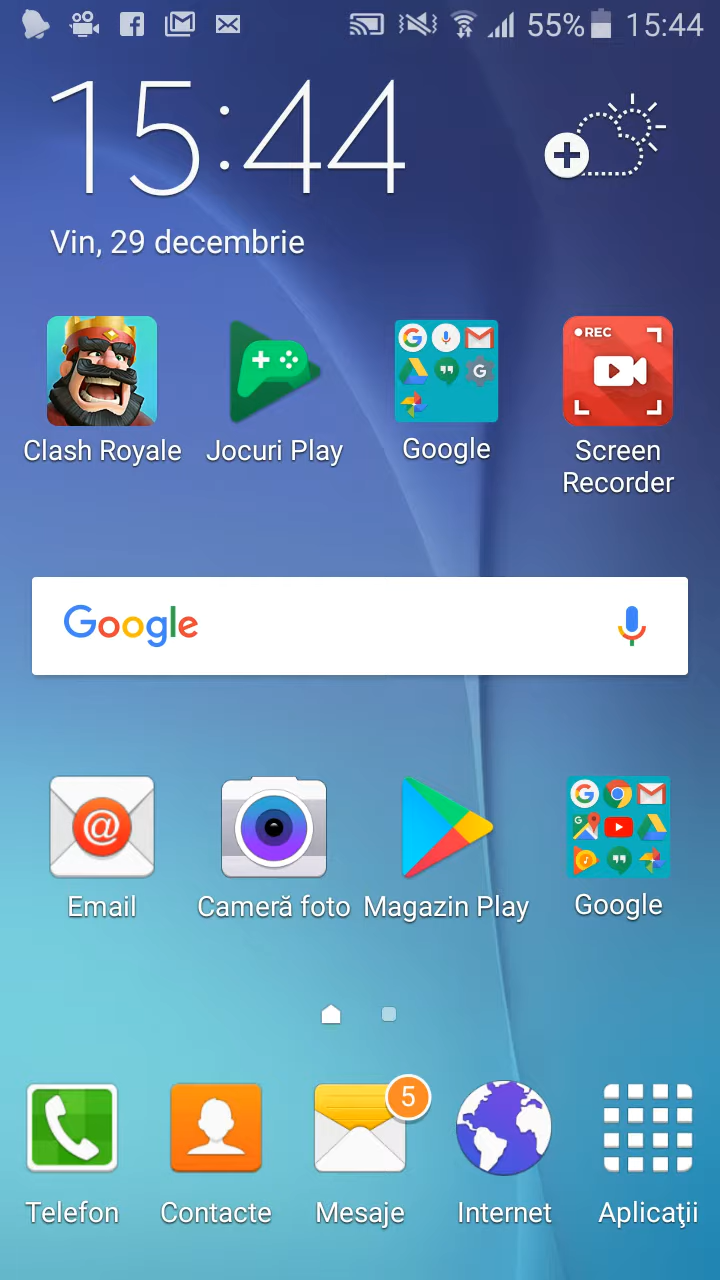 55% 15:44
15:44
Vin, 29 decembrie
REC
Clash Royale Jocuri Play Google Screen Recorder
Google
Email Cameră foto Magazin Play Google
5
Telefon Contacte Mesaje Internet Aplicaţii